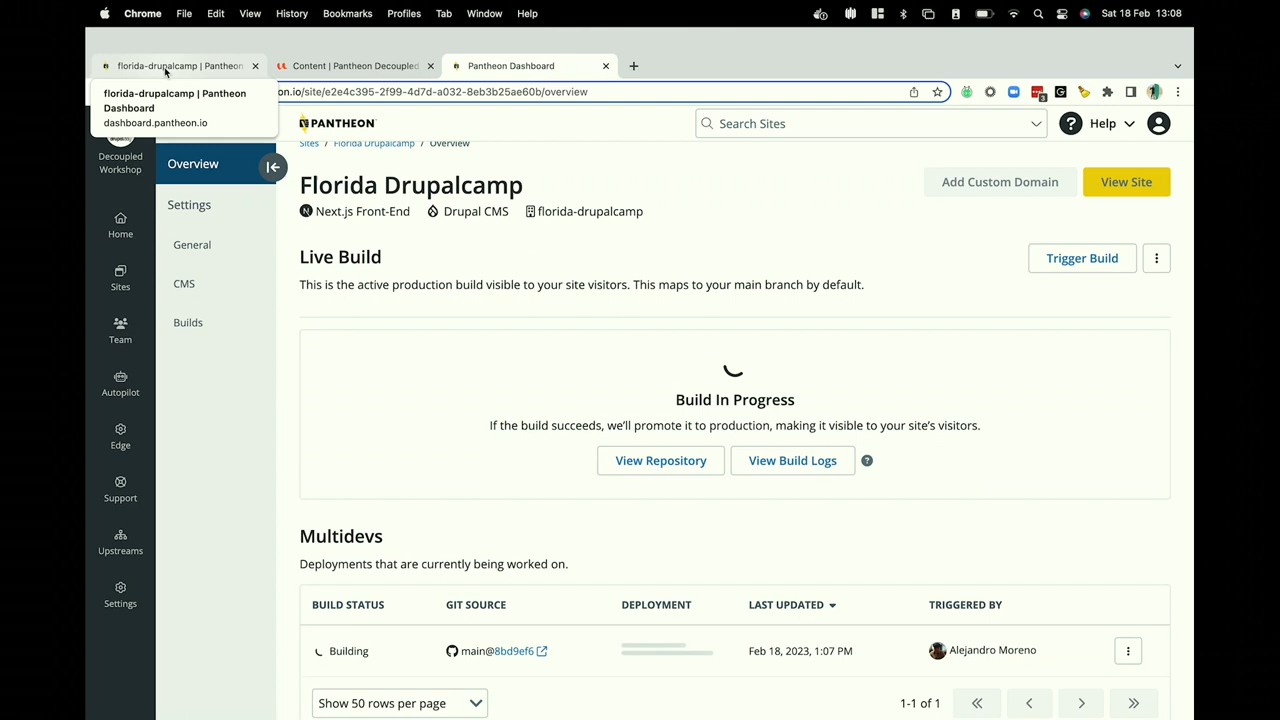 Chrome File Edit View History Bookmarks Profiles Tab Window Help Sat 18 Feb 13:08
florida-drupalcamp | Pantheon Content | Pantheon Decoupled Pantheon Dashboard
florida-drupalcamp | Pantheon
Dashboard
dashboard.pantheon.io
on.io/site/e2e4c395-2f99-4d7d-a032-8eb3b25ae60b/overview
3
PANTHEON
Search Sites
Help
Decoupled
Workshop
Home
Sites
Team
Autopilot
Edge
Support
Upstreams
Settings
Overview
Settings
General
CMS
Builds
Sites / Florida Drupalcamp / Overview
Florida Drupalcamp
Add Custom Domain
View Site
Next.js Front-End Drupal CMS florida-drupalcamp
Live Build
Trigger Build
This is the active production build visible to your site visitors. This maps to your main branch by default.
Build In Progress
If the build succeeds, we'll promote it to production, making it visible to your site's visitors.
View Repository View Build Logs
Multidevs
Deployments that are currently being worked on.
BUILD STATUS GIT SOURCE DEPLOYMENT LAST UPDATED TRIGGERED BY
Building main@8bd9ef6 Feb 18, 2023, 1:07 PM Alejandro Moreno
Show 50 rows per page 1-1 of 1